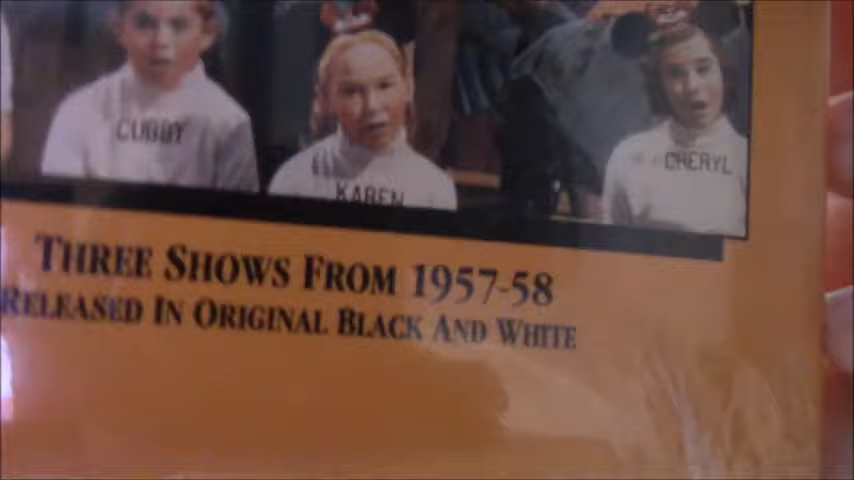 CUBBY
KAREN
CHERYL
THREE SHOWS FROM 1957-58
RELEASED IN ORIGINAL BLACK AND WHITE